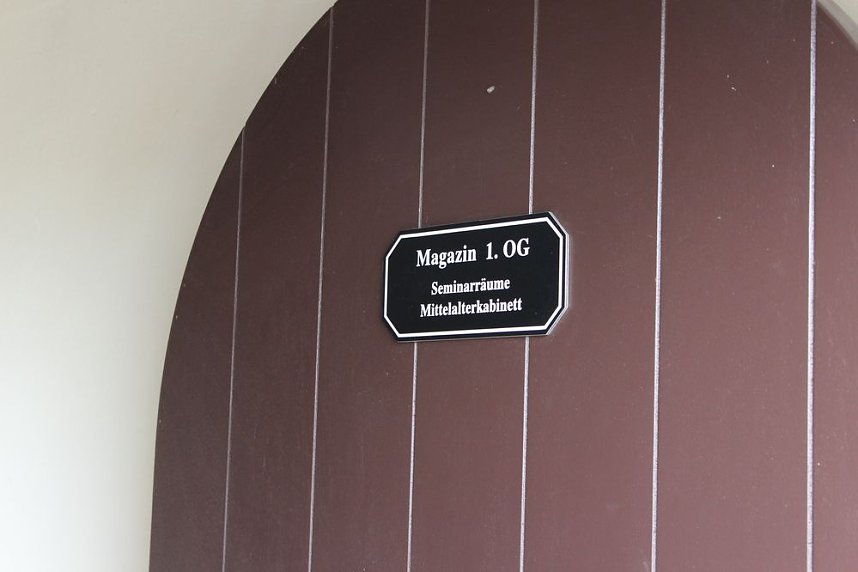 Magazin 1. OG
Seminarräume
Mittelalterkabinett